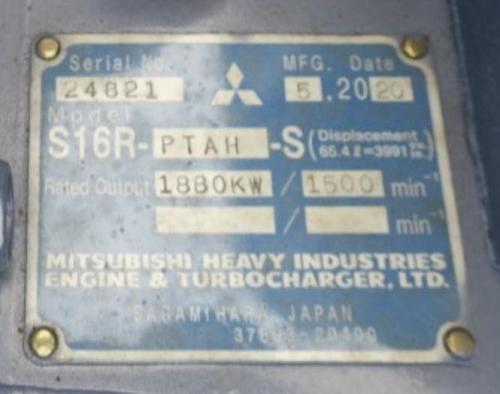 Serial No. MFG. Date
24821 5 . 20 20
Model
S16R- PTAH -S (Displacement 65.4ℓ=3991 cu. in.)
Rated Output 1880KW / 1500 min⁻¹
/ min⁻¹
MITSUBISHI HEAVY INDUSTRIES
ENGINE & TURBOCHARGER, LTD.
SAGAMIHARA JAPAN